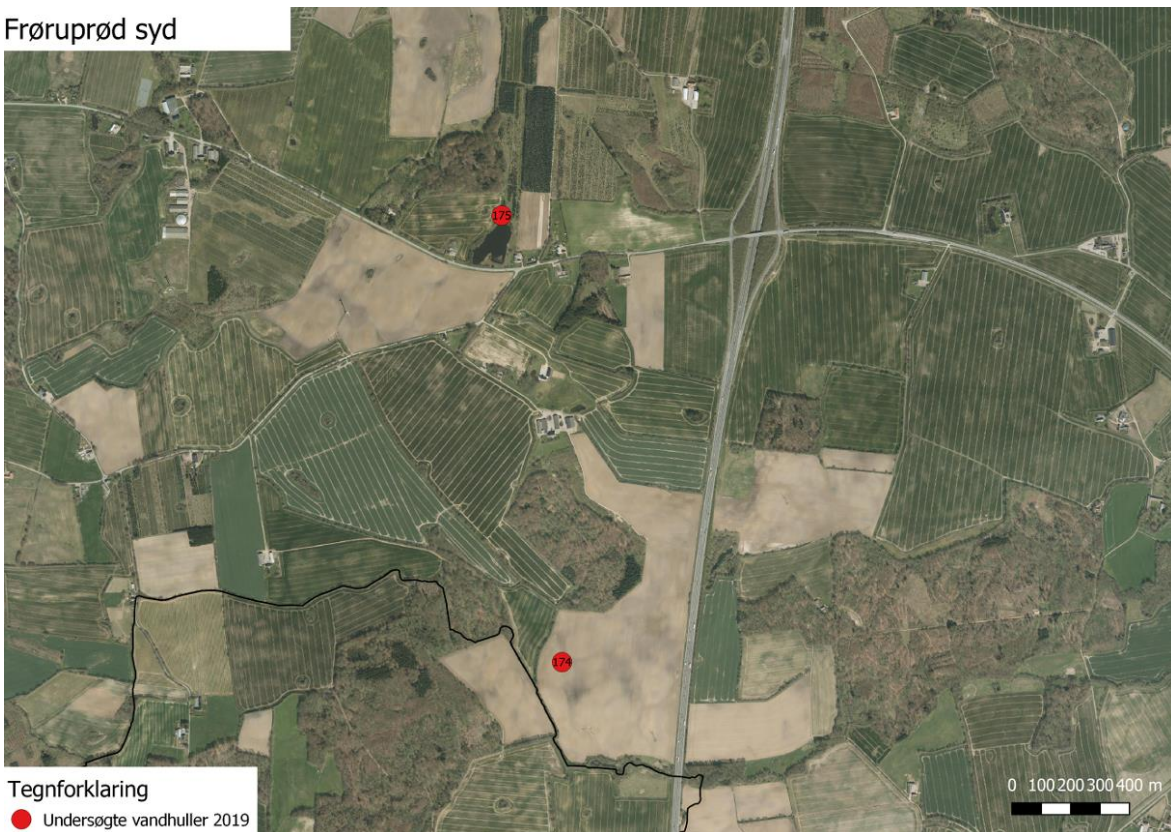 Frøruprød syd
175
174
Tegnforklaring
Undersøgte vandhuller 2019
0 100 200 300 400 m